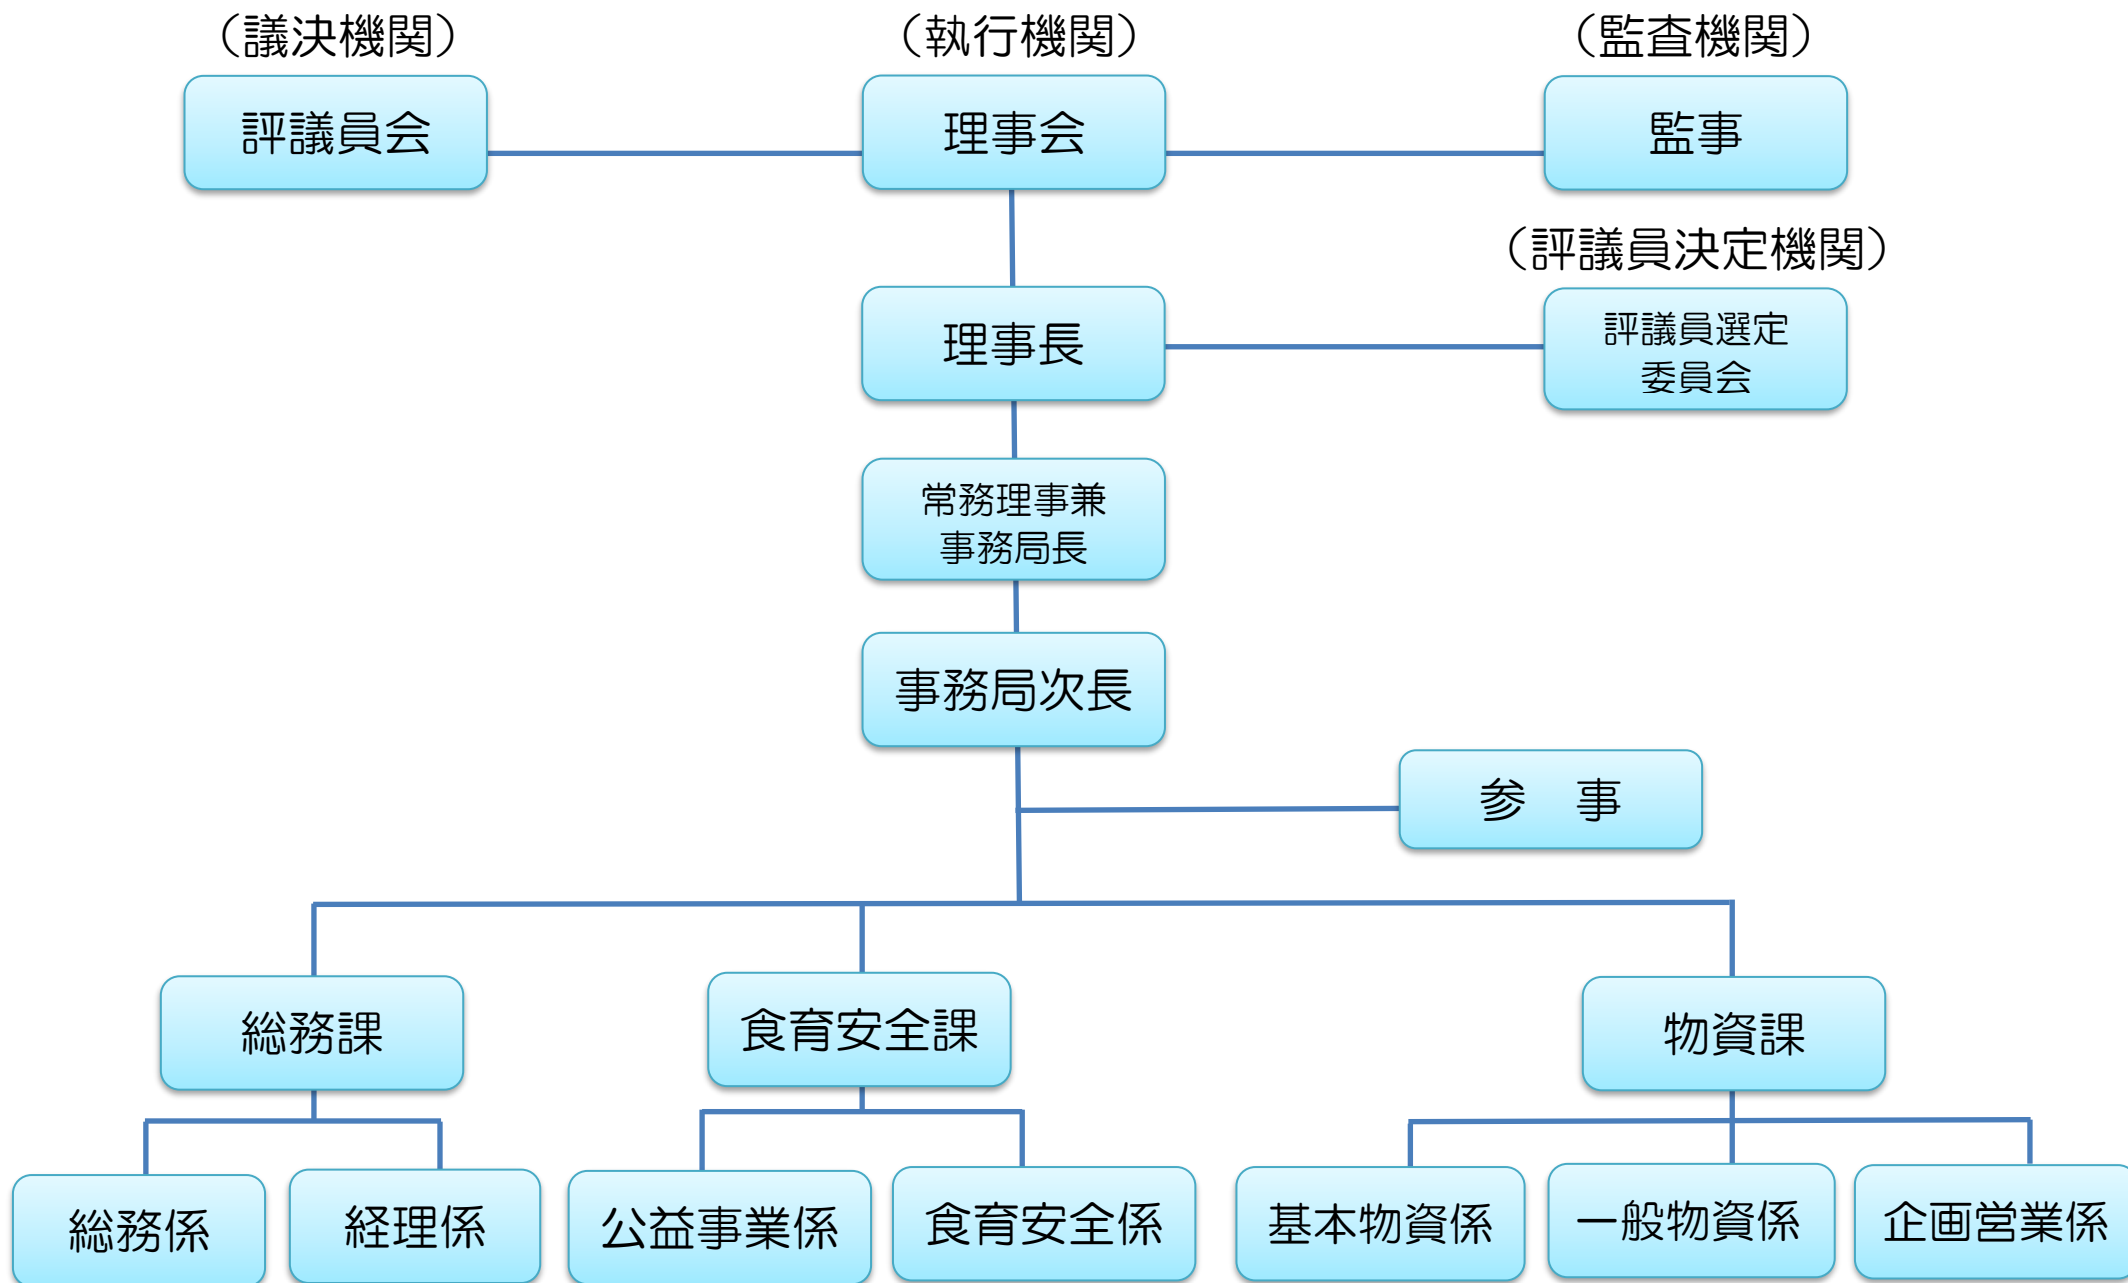 （議決機関）
（執行機関）
（監査機関）
評議員会
理事会
監事
（評議員決定機関）
理事長
評議員選定
委員会
常務理事兼
事務局長
事務局次長
参　事
総務課
食育安全課
物資課
総務係
経理係
公益事業係
食育安全係
基本物資係
一般物資係
企画営業係